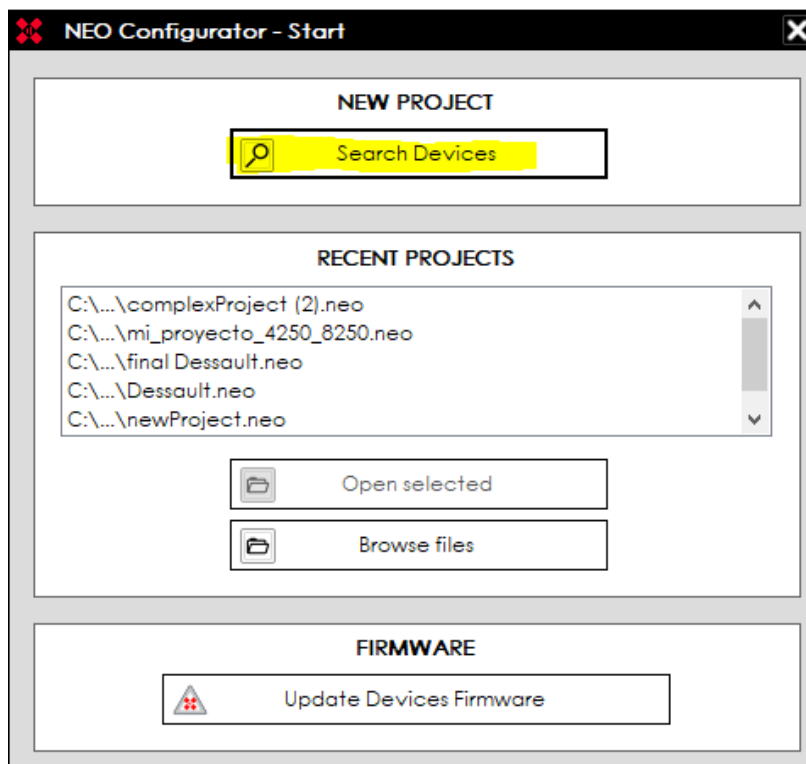 NEO Configurator - Start
NEW PROJECT
Search Devices
RECENT PROJECTS
C:\...\complexProject (2).neo
C:\...\mi_proyecto_4250_8250.neo
C:\...\final Dessault.neo
C:\...\Dessault.neo
C:\...\newProject.neo
Open selected
Browse files
FIRMWARE
Update Devices Firmware